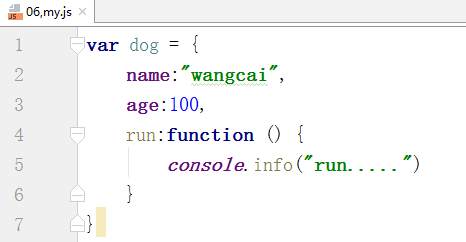 06,my.js
1 var dog = {
2 name:"wangcai",
3 age:100,
4 run:function () {
5 console.info("run.....")
6 }
7 }